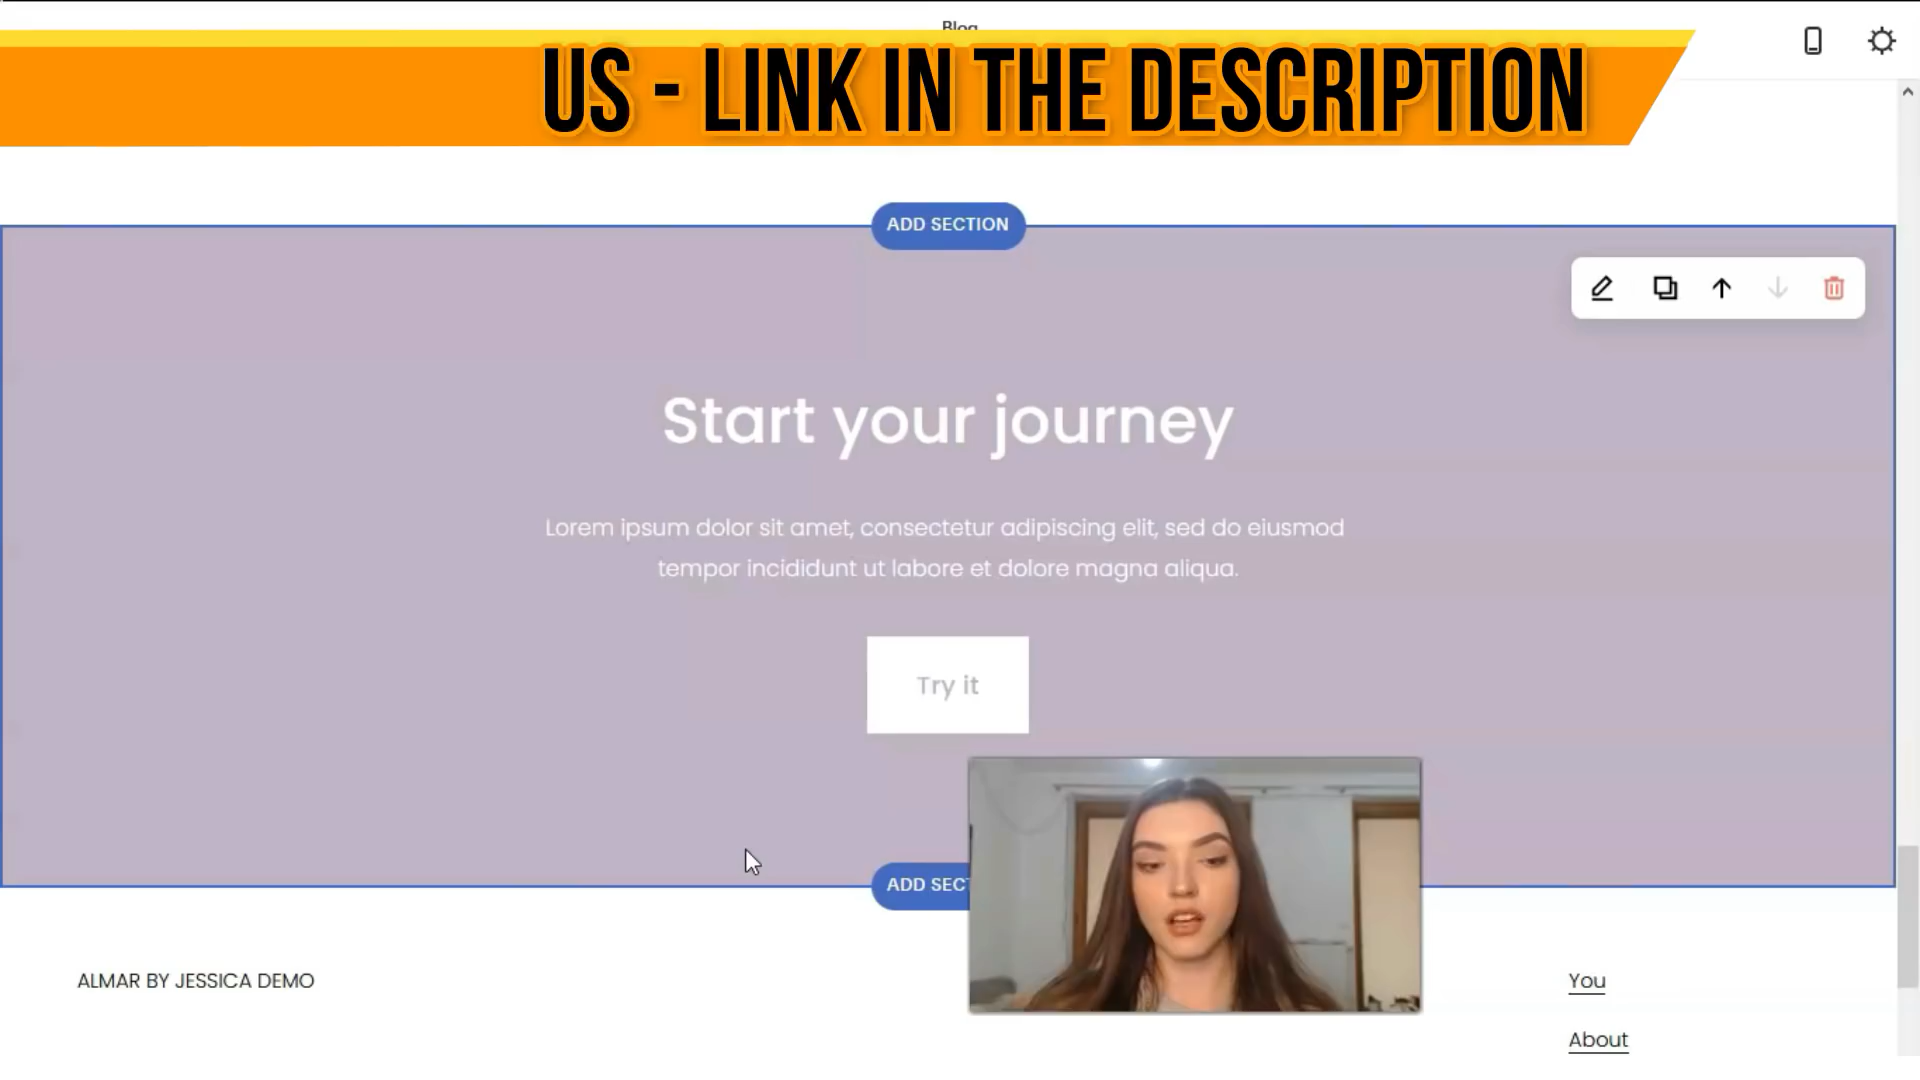 Blog
US - LINK IN THE DESCRIPTION
ADD SECTION
Start your journey
Lorem ipsum dolor sit amet, consectetur adipiscing elit, sed do eiusmod
tempor incididunt ut labore et dolore magna aliqua.
Try it
ADD SECT
ALMAR BY JESSICA DEMO
You
About